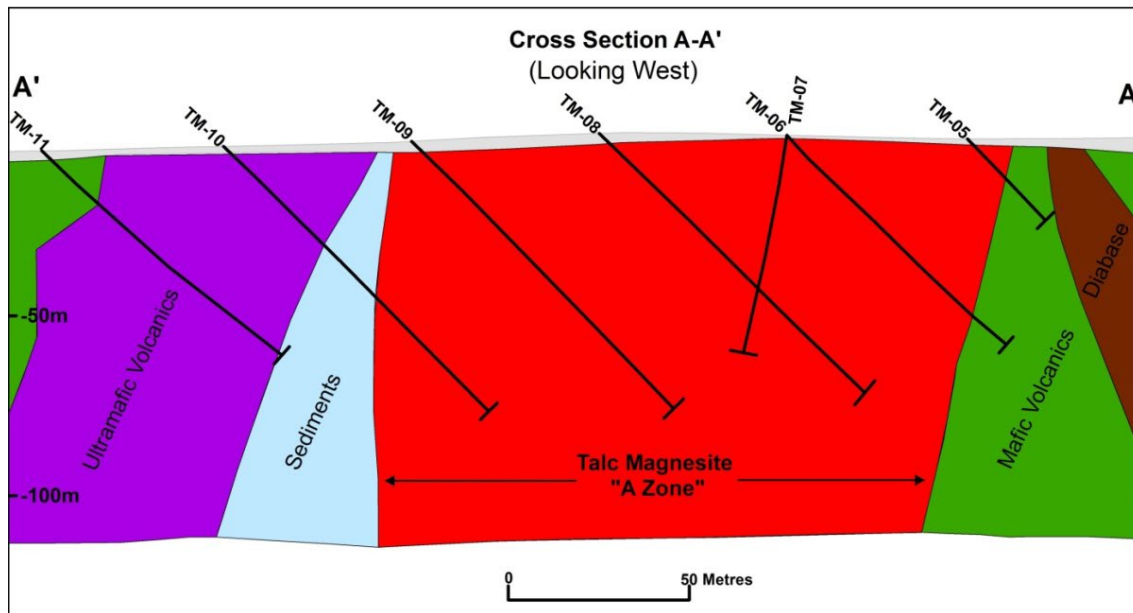 Cross Section A-A'
(Looking West)
A'
A
TM-11
TM-10
TM-09
TM-08
TM-06
TM-07
TM-05
-50m
-100m
Ultramafic Volcanics
Sediments
Talc Magnesite
"A Zone"
Mafic Volcanics
Diabase
0
50 Metres